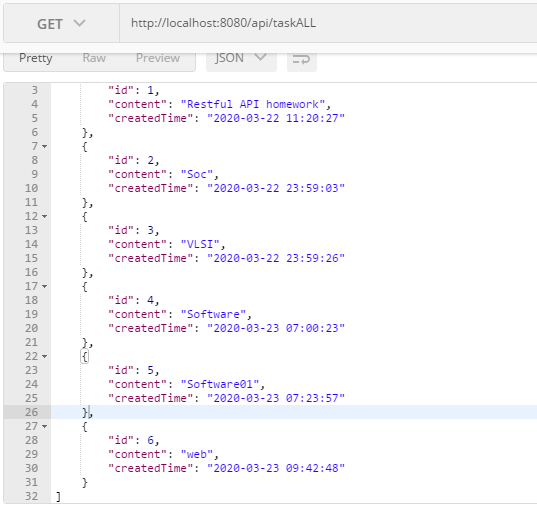 GET http://localhost:8080/api/taskALL
Pretty Raw Preview JSON
3 "id": 1,
4 "content": "Restful API homework",
5 "createdTime": "2020-03-22 11:20:27"
6 },
7 {
8 "id": 2,
9 "content": "Soc",
10 "createdTime": "2020-03-22 23:59:03"
11 },
12 {
13 "id": 3,
14 "content": "VLSI",
15 "createdTime": "2020-03-22 23:59:26"
16 },
17 {
18 "id": 4,
19 "content": "Software",
20 "createdTime": "2020-03-23 07:00:23"
21 },
22 {
23 "id": 5,
24 "content": "Software01",
25 "createdTime": "2020-03-23 07:23:57"
26 },
27 {
28 "id": 6,
29 "content": "web",
30 "createdTime": "2020-03-23 09:42:48"
31 }
32 ]